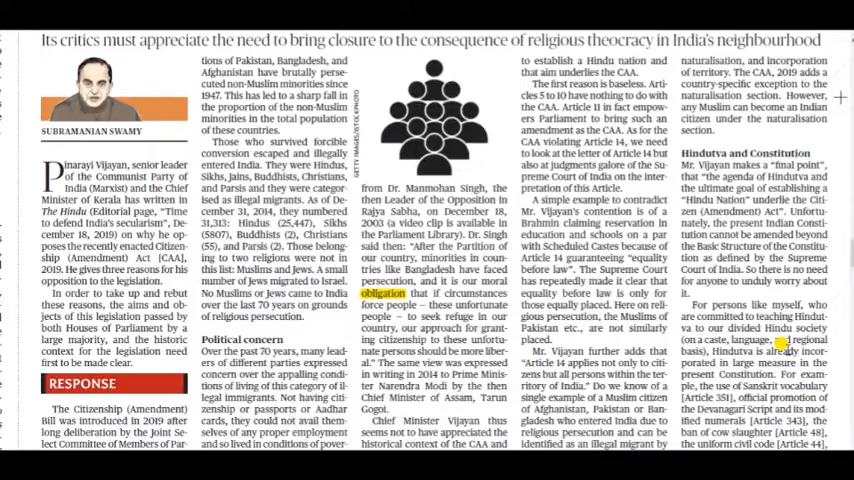 Its critics must appreciate the need to bring closure to the consequence of religious theocracy in India's neighbourhood
SUBRAMANIAN SWAMY
Pinarayi Vijayan, senior leader
of the Communist Party of
India (Marxist) and the Chief
Minister of Kerala has written in
The Hindu (Editorial page, "Time
to defend India's secularism", De-
cember 18, 2019) on why he op-
poses the recently enacted Citizen-
ship (Amendment) Act [CAA],
2019. He gives three reasons for his
opposition to the legislation.
In order to take up and rebut
these reasons, the aims and ob-
jects of this legislation passed by
both Houses of Parliament by a
large majority, and the historic
context for the legislation need
first to be made clear.
RESPONSE
The Citizenship (Amendment)
Bill was introduced in 2019 after
long deliberation by the Joint Se-
lect Committee of Members of Par-
tions of Pakistan, Bangladesh, and
Afghanistan have brutally perse-
cuted non-Muslim minorities since
1947. This has led to a sharp fall in
the proportion of the non-Muslim
minorities in the total population
of these countries.
Those who survived forcible
conversion escaped and illegally
entered India. They were Hindus,
Sikhs, Jains, Buddhists, Christians,
and Parsis and they were categor-
ised as illegal migrants. As of De-
cember 31, 2014, they numbered
31,313: Hindus (25,447), Sikhs
(5807), Buddhists (2), Christians
(55), and Parsis (2). Those belong-
ing to two religions were not in
this list: Muslims and Jews. A small
number of Jews migrated to Israel.
No Muslims or Jews came to India
over the last 70 years on grounds
of religious persecution.
Political concern
Over the past 70 years, many lead-
ers of different parties expressed
concern over the appalling condi-
tions of living of this category of il-
legal immigrants. Not having citi-
zenship or passports or Aadhar
cards, they could not avail them-
selves of any proper employment
and so lived in conditions of pover-
GETTY IMAGES/ISTOCKPHOTO
from Dr. Manmohan Singh, the
then Leader of the Opposition in
Rajya Sabha, on December 18,
2003 (a video clip is available in
the Parliament Library). Dr. Singh
said then: "After the Partition of
our country, minorities in coun-
tries like Bangladesh have faced
persecution, and it is our moral
obligation that if circumstances
force people – these unfortunate
people – to seek refuge in our
country, our approach for grant-
ing citizenship to these unfortu-
nate persons should be more liber-
al." The same view was expressed
in writing in 2014 to Prime Minis-
ter Narendra Modi by the then
Chief Minister of Assam, Tarun
Gogoi.
Chief Minister Vijayan thus
seems not to have appreciated the
historical context of the CAA and
to establish a Hindu nation and
that aim underlies the CAA.
The first reason is baseless. Arti-
cles 5 to 10 have nothing to do with
the CAA. Article 11 in fact empow-
ers Parliament to bring such an
amendment as the CAA. As for the
CAA violating Article 14, we need
to look at the letter of Article 14 but
also at judgments galore of the Su-
preme Court of India on the inter-
pretation of this Article.
A simple example to contradict
Mr. Vijayan's contention is of a
Brahmin claiming reservation in
education and schools on a par
with Scheduled Castes because of
Article 14 guaranteeing "equality
before law". The Supreme Court
has repeatedly made it clear that
equality before law is only for
those equally placed. Here on reli-
gious persecution, the Muslims of
Pakistan etc., are not similarly
placed.
Mr. Vijayan further adds that
"Article 14 applies not only to citi-
zens but all persons within the ter-
ritory of India." Do we know of a
single example of a Muslim citizen
of Afghanistan, Pakistan or Ban-
gladesh who entered India due to
religious persecution and can be
identified as an illegal migrant by
naturalisation, and incorporation
of territory. The CAA, 2019 adds a
country-specific exception to the
naturalisation section. However,
any Muslim can become an Indian
citizen under the naturalisation
section.
Hindutva and Constitution
Mr. Vijayan makes a "final point",
that "the agenda of Hindutva and
the ultimate goal of establishing a
"Hindu Nation" underlie the Citi-
zen (Amendment) Act". Unfortu-
nately, the present Indian Consti-
tution cannot be amended beyond
the Basic Structure of the Constitu-
tion as defined by the Supreme
Court of India. So there is no need
for anyone to unduly worry about
it.
For persons like myself, who
are committed to teaching Hindut-
va to our divided Hindu society
(on a caste, language, and regional
basis), Hindutva is already incor-
porated in large measure in the
present Constitution. For exam-
ple, the use of Sanskrit vocabulary
[Article 351], official promotion of
the Devanagari Script and its mod-
ified numerals [Article 343], the
ban of cow slaughter [Article 48],
the uniform civil code [Article 44],